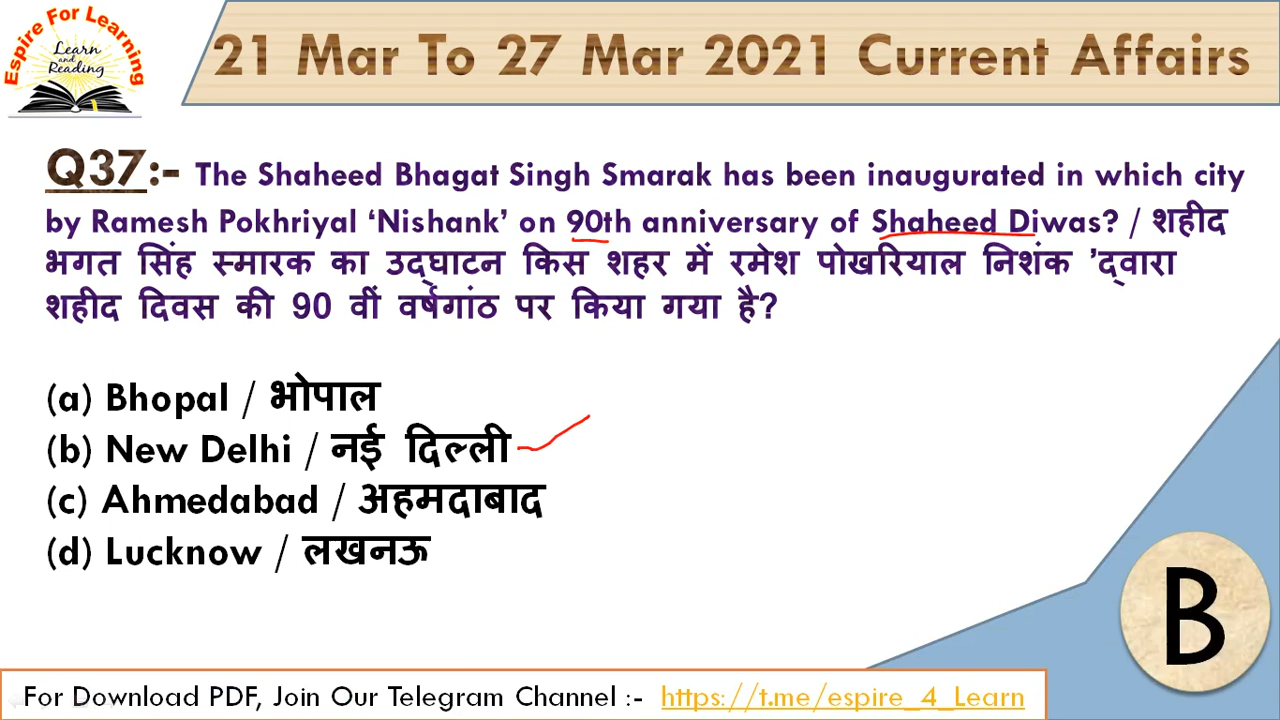 Espire For Learning
Learn
and
Reading
21 Mar To 27 Mar 2021 Current Affairs
Q37:- The Shaheed Bhagat Singh Smarak has been inaugurated in which city
by Ramesh Pokhriyal ‘Nishank’ on 90th anniversary of Shaheed Diwas? / शहीद
भगत सिंह स्मारक का उद्घाटन किस शहर में रमेश पोखरियाल निशंक ’द्वारा
शहीद दिवस की 90 वीं वर्षगांठ पर किया गया है?
(a) Bhopal / भोपाल
(b) New Delhi / नई दिल्ली
(c) Ahmedabad / अहमदाबाद
(d) Lucknow / लखनऊ
B
For Download PDF, Join Our Telegram Channel :- https://t.me/espire_4_Learn